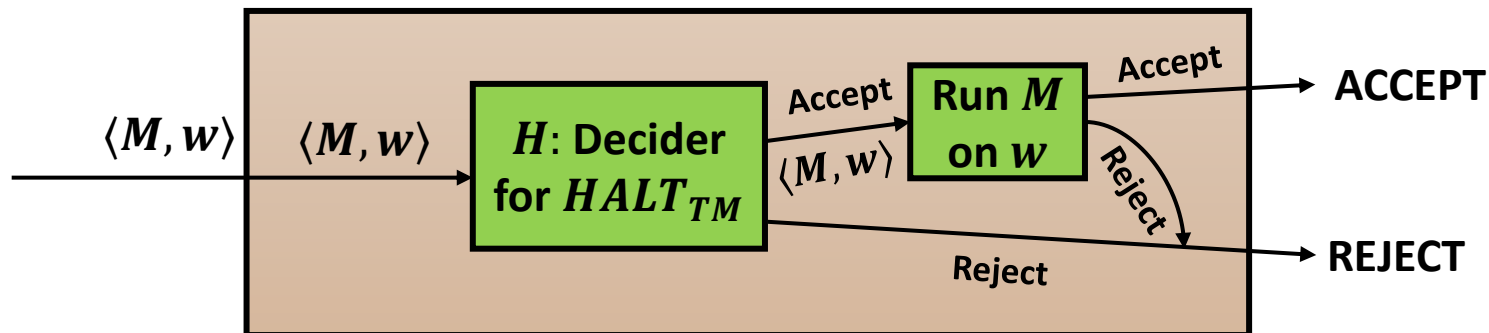 ⟨M, w⟩
⟨M, w⟩
H: Decider
for HALT_TM
Accept
⟨M, w⟩
Run M
on w
Accept
ACCEPT
Reject
Reject
REJECT